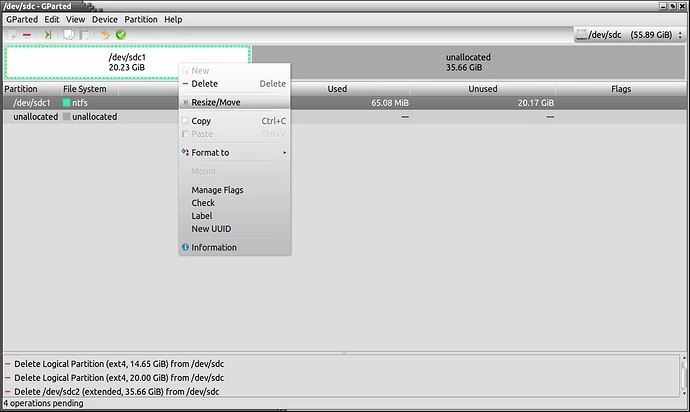 /dev/sdc - GParted
GParted Edit View Device Partition Help
/dev/sdc (55.89 GiB)
/dev/sdc1
20.23 GiB
unallocated
35.66 GiB
Partition File System Used Unused Flags
/dev/sdc1 ntfs 65.08 MiB 20.17 GiB
unallocated unallocated --- ---
New
Delete Delete
Resize/Move
Copy Ctrl+C
Paste Ctrl+V
Format to
Mount
Manage Flags
Check
Label
New UUID
Information
Delete Logical Partition (ext4, 14.65 GiB) from /dev/sdc
Delete Logical Partition (ext4, 20.00 GiB) from /dev/sdc
Delete /dev/sdc2 (extended, 35.66 GiB) from /dev/sdc
4 operations pending